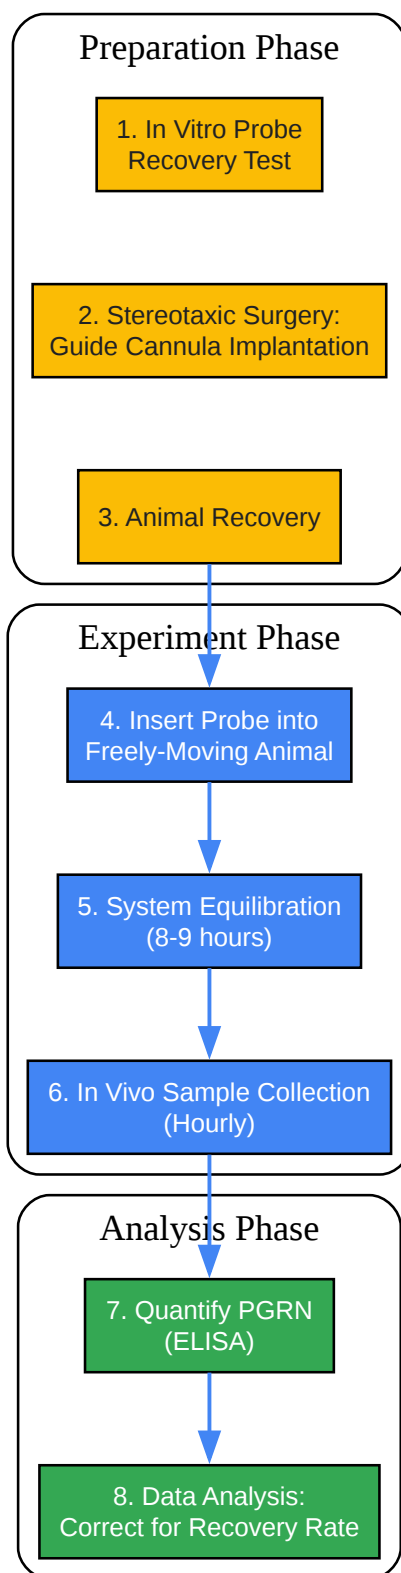 Preparation Phase
1. In Vitro Probe
Recovery Test
2. Stereotaxic Surgery:
Guide Cannula Implantation
3. Animal Recovery
Experiment Phase
4. Insert Probe into
Freely-Moving Animal
5. System Equilibration
(8-9 hours)
6. In Vivo Sample Collection
(Hourly)
Analysis Phase
7. Quantify PGRN
(ELISA)
8. Data Analysis:
Correct for Recovery Rate